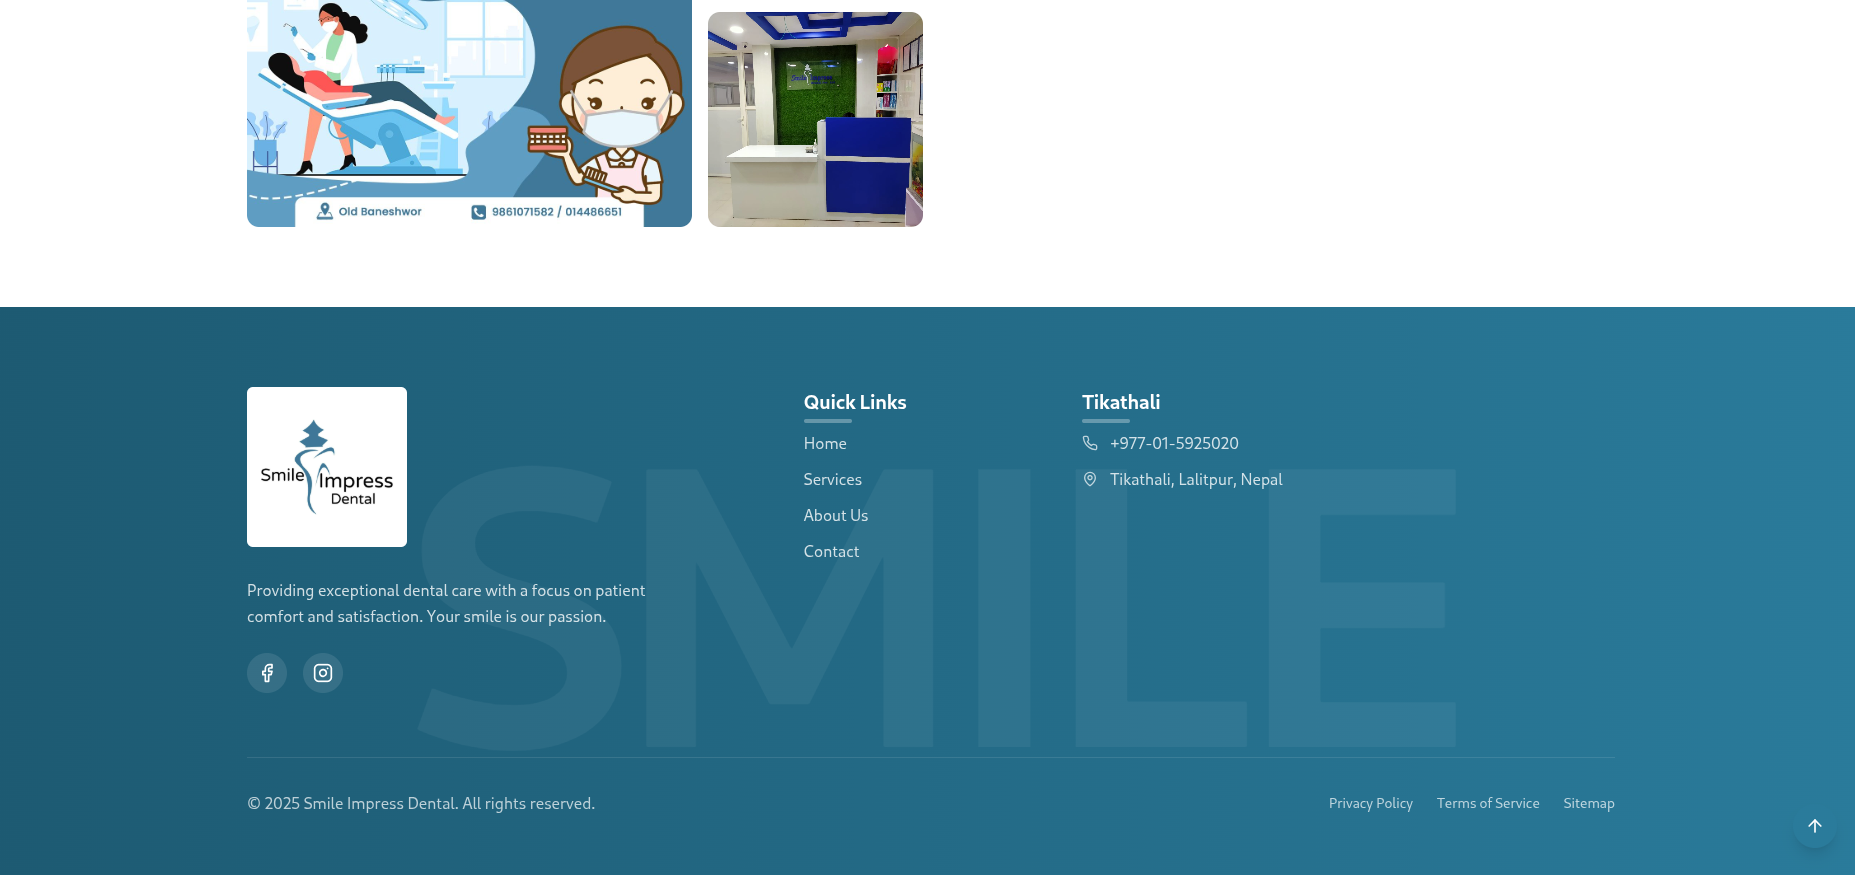 Old Baneshwor
9861071582 / 014486651
Smile Impress
Smile Impress
Dental
Providing exceptional dental care with a focus on patient
comfort and satisfaction. Your smile is our passion.
Quick Links
Home
Services
About Us
Contact
Tikathali
+977-01-5925020
Tikathali, Lalitpur, Nepal
SMILE
© 2025 Smile Impress Dental. All rights reserved.
Privacy Policy
Terms of Service
Sitemap